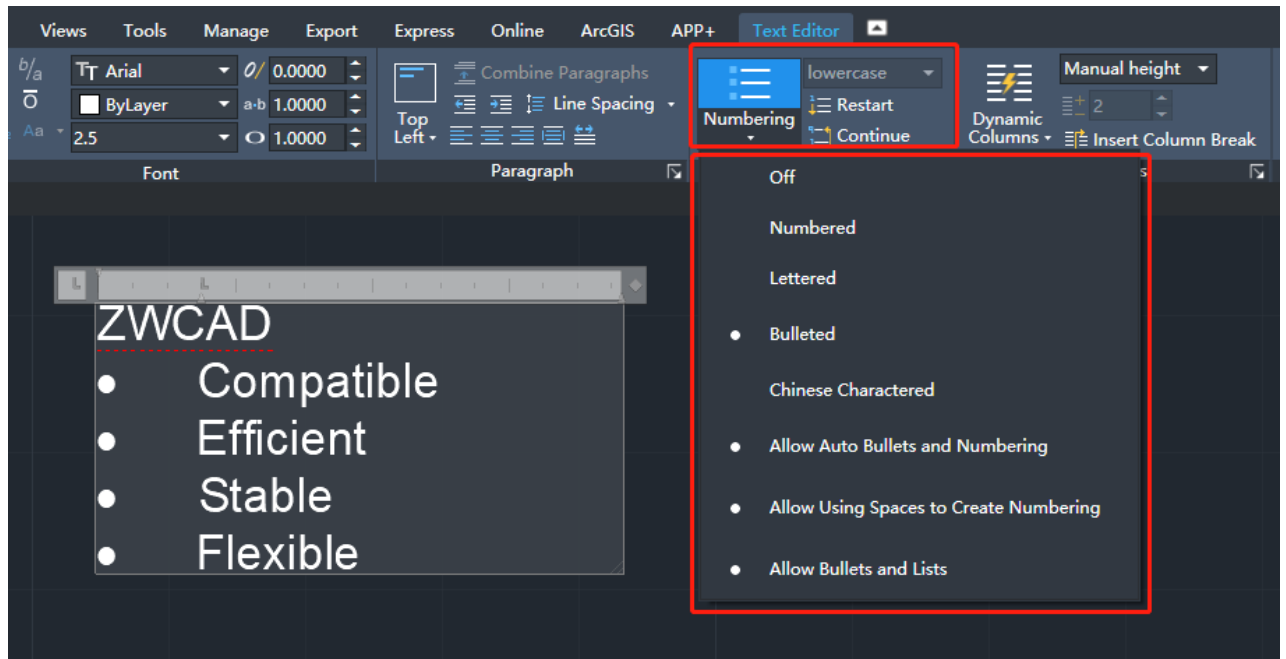 Views Tools Manage Export Express Online ArcGIS APP+ Text Editor
b/a TT Arial 0/ 0.0000 Combine Paragraphs lowercase Manual height
O ByLayer a·b 1.0000 Line Spacing Restart 2
Aa 2.5 O 1.0000 Top Left Numbering Continue Dynamic Columns Insert Column Break
Font Paragraph s
Off
Numbered
Lettered
• Bulleted
Chinese Charactered
• Allow Auto Bullets and Numbering
• Allow Using Spaces to Create Numbering
• Allow Bullets and Lists
L L
ZWCAD
• Compatible
• Efficient
• Stable
• Flexible